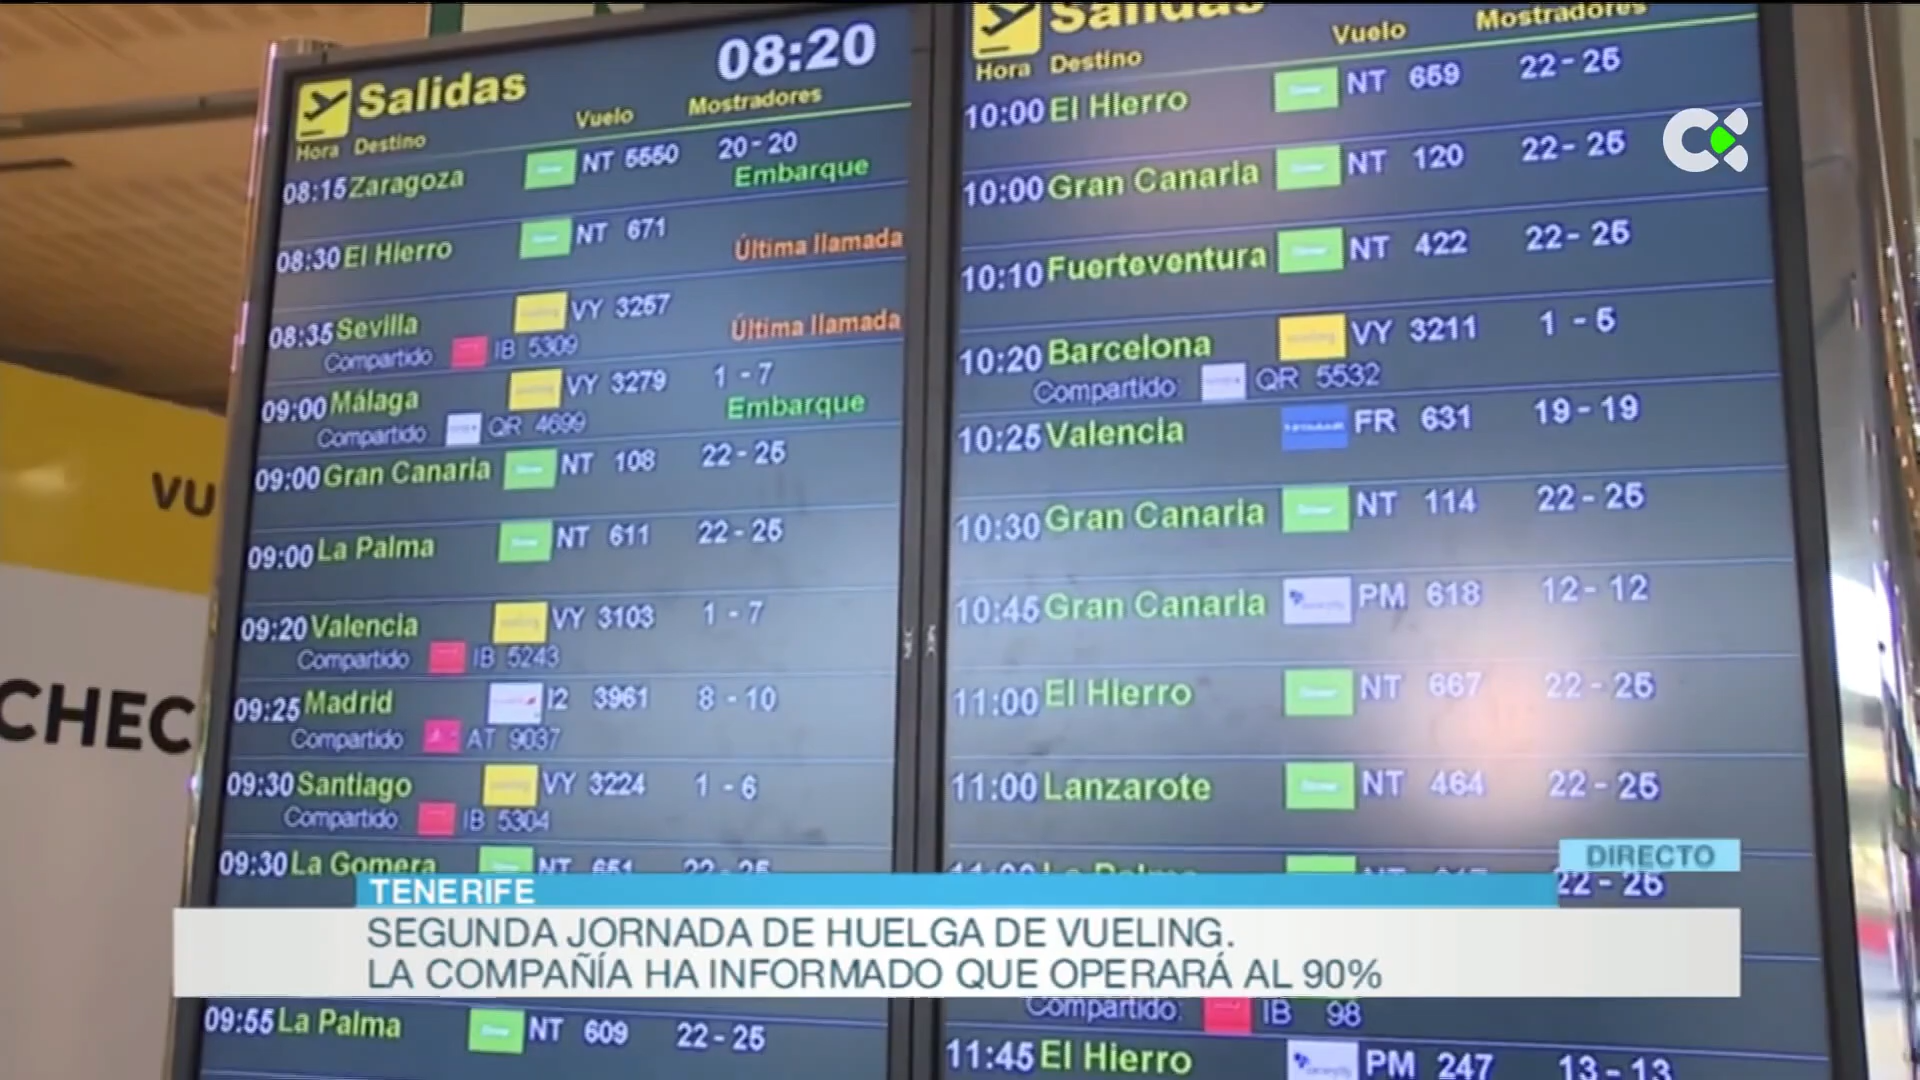 Salidas 08:20
Hora Destino Vuelo Mostradores
08:15 Zaragoza NT 5550 20-20
Embarque
08:30 El Hierro NT 671
Última llamada
08:35 Sevilla VY 3257
Última llamada
Compartido IB 5309
09:00 Málaga VY 3279 1 - 7
Embarque
Compartido QR 4699
09:00 Gran Canaria NT 108 22-25
09:00 La Palma NT 611 22-25
09:20 Valencia VY 3103 1 - 7
Compartido IB 5243
09:25 Madrid I2 3961 8 - 10
Compartido AT 9037
09:30 Santiago VY 3224 1 - 6
Compartido IB 5304
09:30 La Gomera NT 651 22-25
09:55 La Palma NT 609 22-25
Salidas
Hora Destino Vuelo Mostradores
10:00 El Hierro NT 659 22-25
10:00 Gran Canaria NT 120 22-25
10:10 Fuerteventura NT 422 22-25
10:20 Barcelona VY 3211 1 - 5
Compartido: QR 5532
10:25 Valencia FR 631 19-19
10:30 Gran Canaria NT 114 22-25
10:45 Gran Canaria PM 618 12-12
11:00 El Hierro NT 667 22-25
11:00 Lanzarote NT 464 22-25
La Palma NT 22-25
Compartido: IB 98
11:45 El Hierro PM 247 13-13
VU
CHEC
DIRECTO
TENERIFE
SEGUNDA JORNADA DE HUELGA DE VUELING.
LA COMPAÑÍA HA INFORMADO QUE OPERARÁ AL 90%